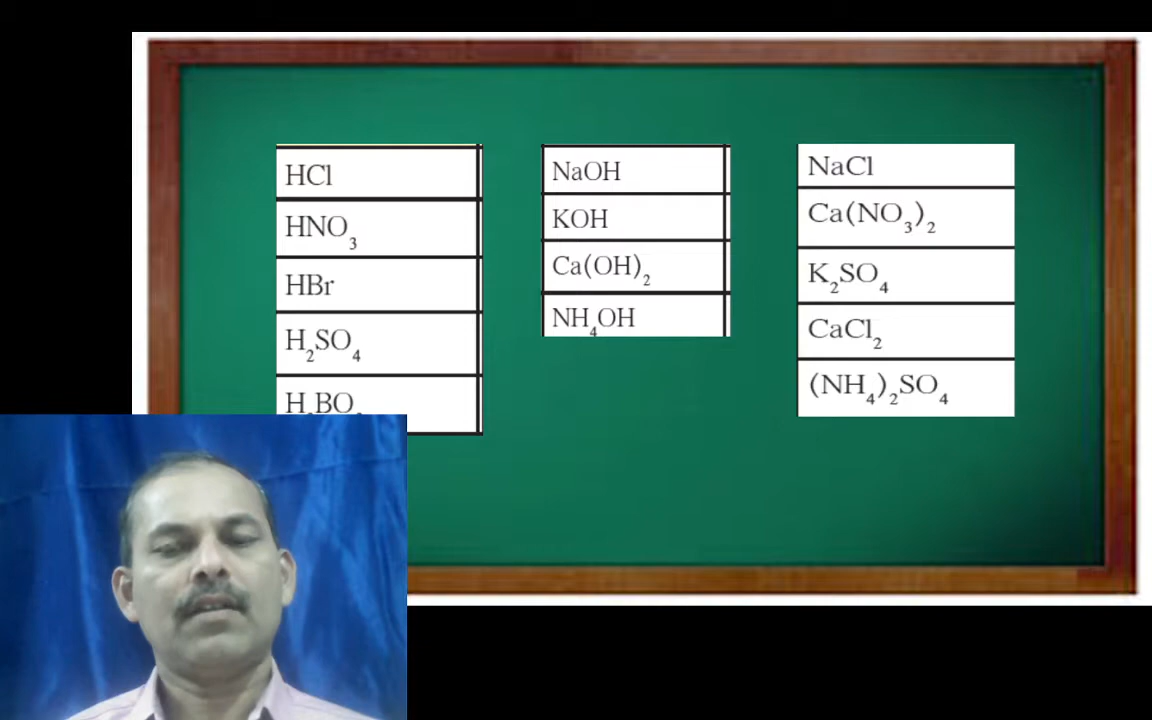 HCl
HNO₃
HBr
H₂SO₄
NaOH
KOH
Ca(OH)₂
NH₄OH
NaCl
Ca(NO₃)₂
K₂SO₄
CaCl₂
(NH₄)₂SO₄